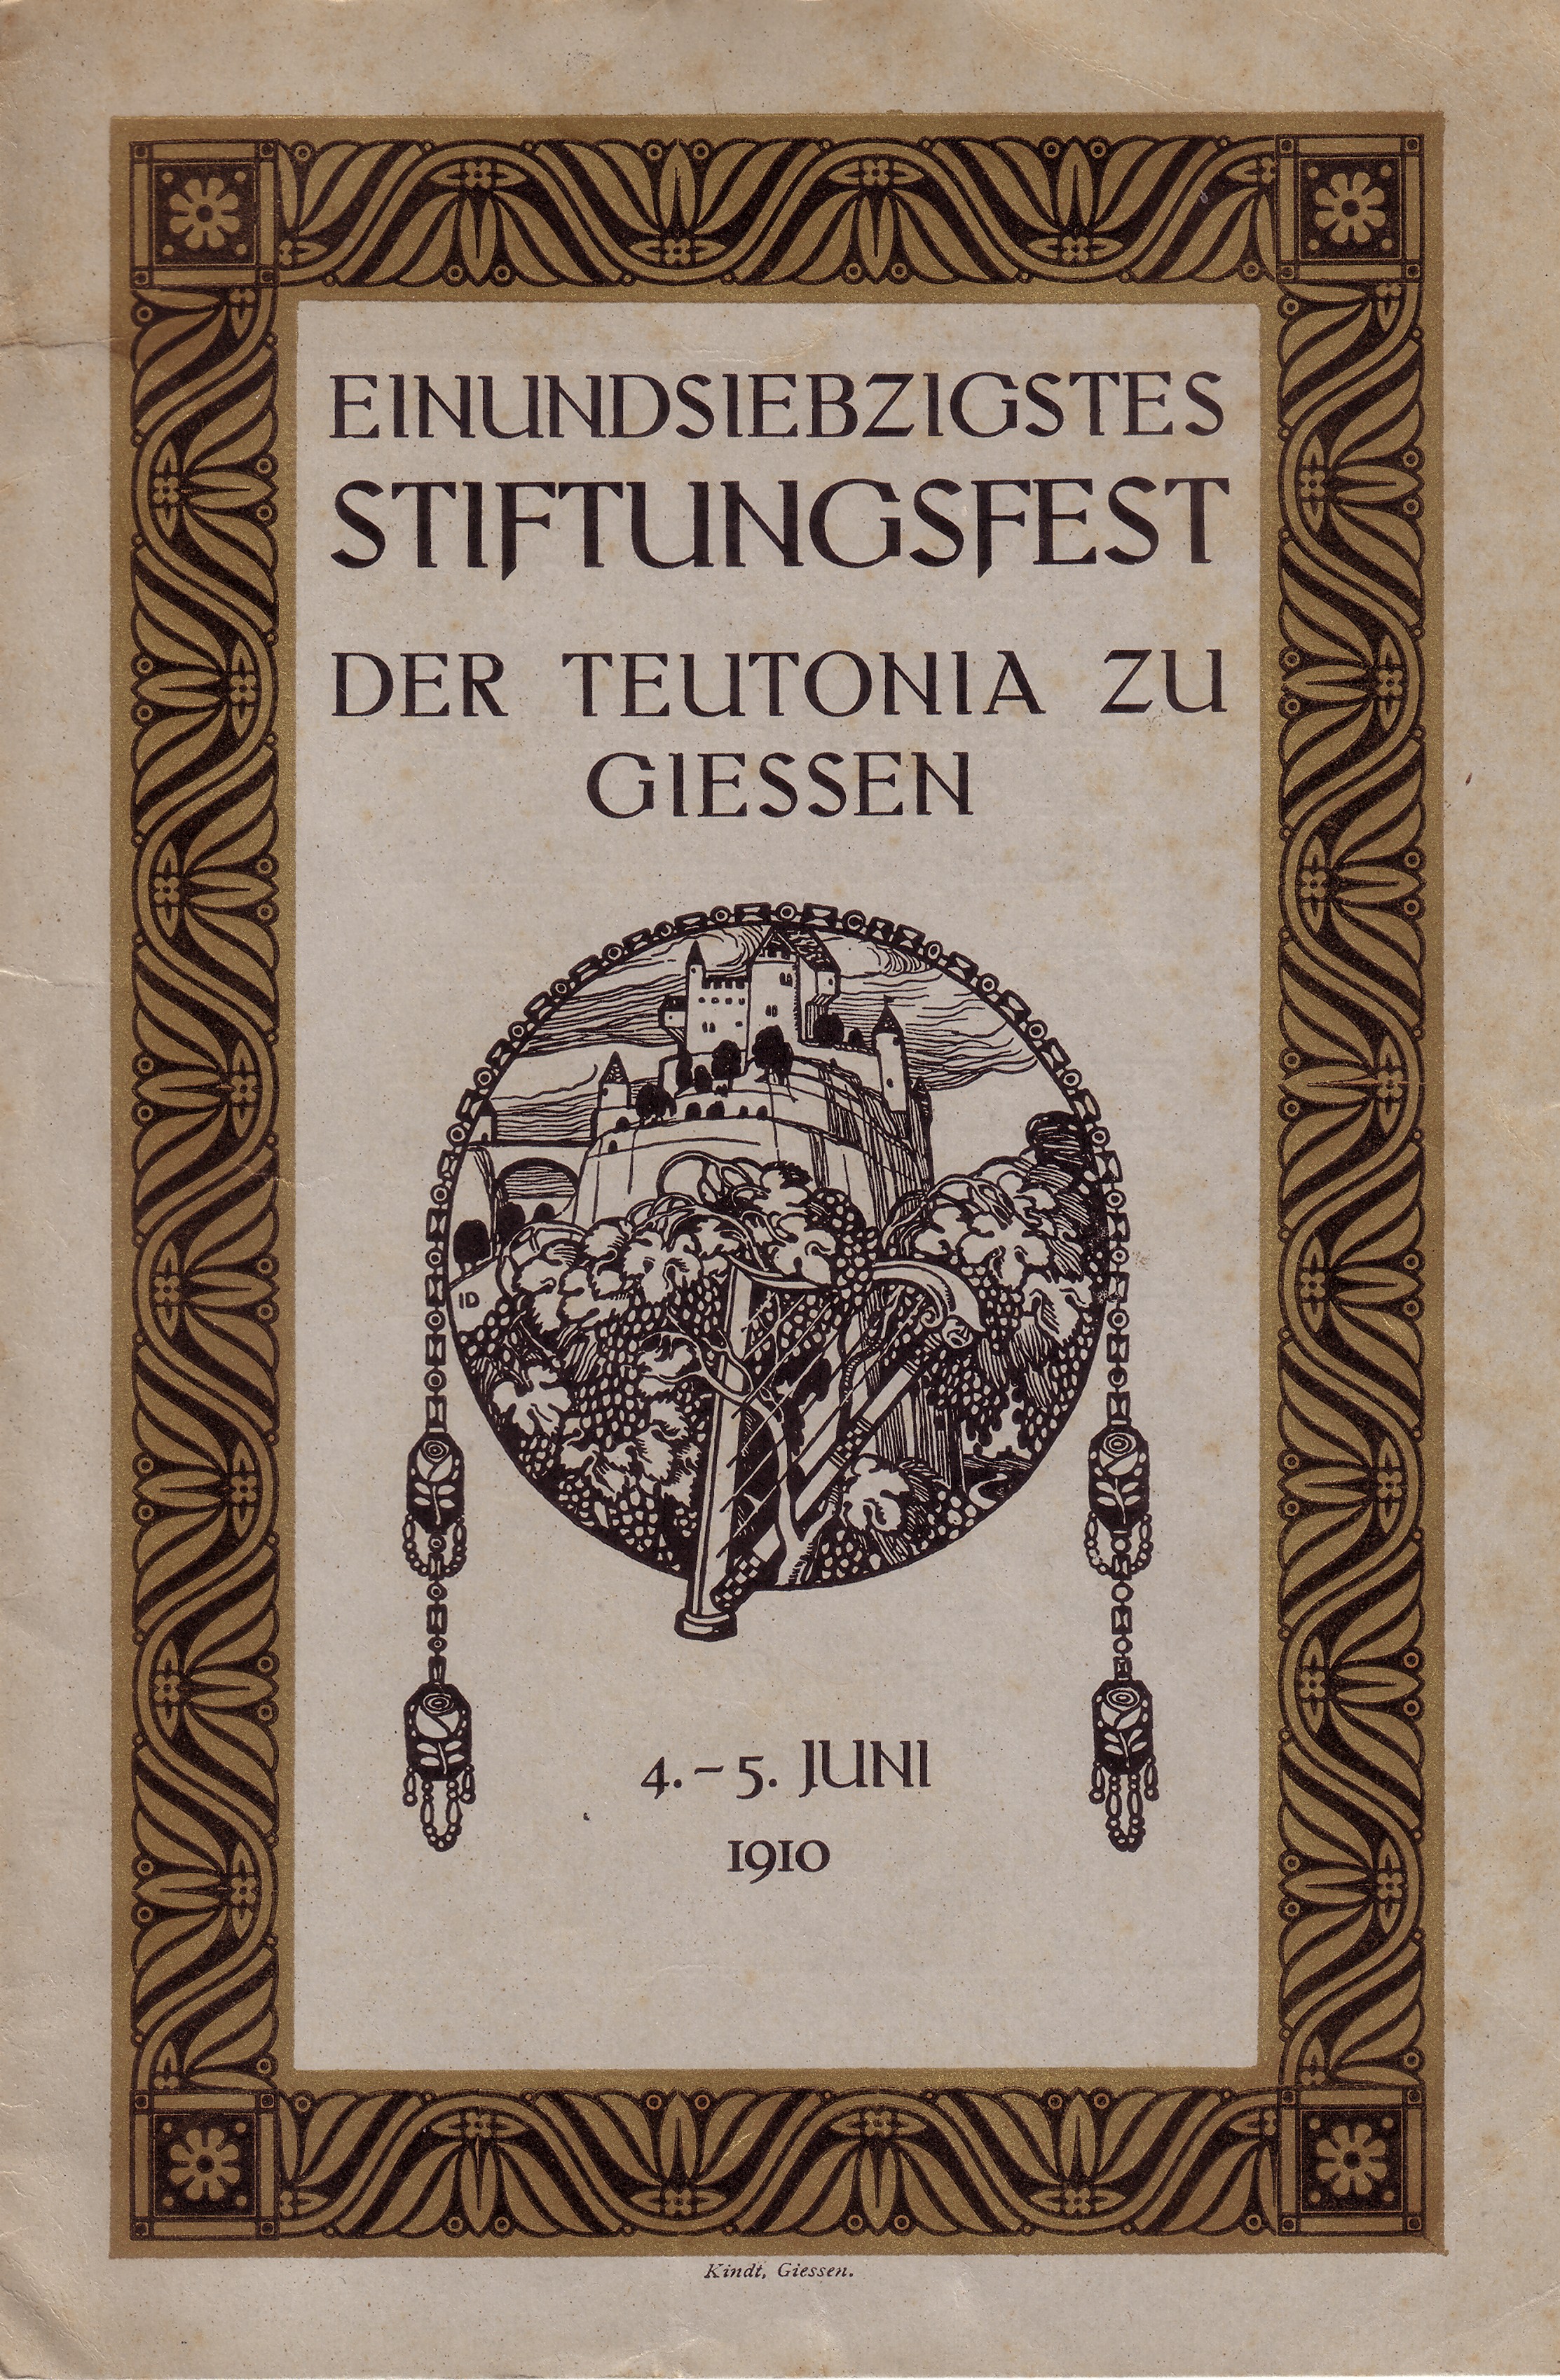 EINUNDSIEBZIGSTES
STIFTUNGSFEST
DER TEUTONIA ZU
GIESSEN
ID
4.–5. JUNI
1910
Kindt, Giessen.